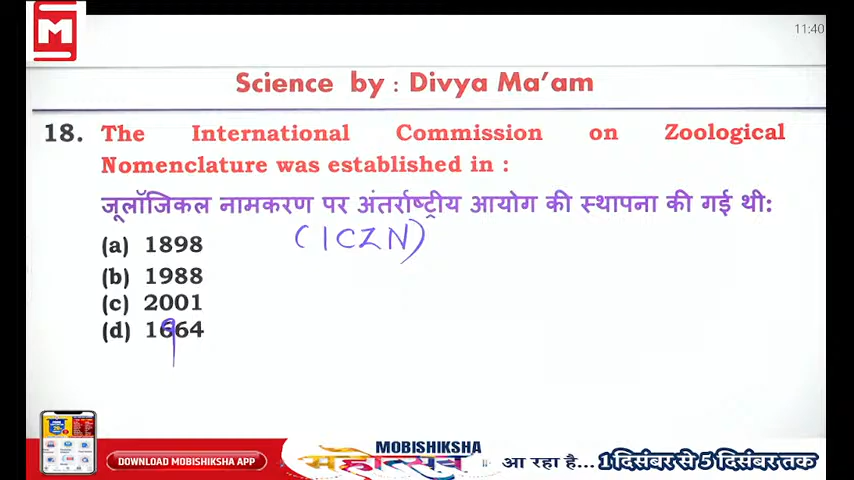 M
11:40
Science by : Divya Ma'am
18. The International Commission on Zoological
Nomenclature was established in :
जूलॉजिकल नामकरण पर अंतर्राष्ट्रीय आयोग की स्थापना की गई थी:
(a) 1898
(ICZN)
(b) 1988
(c) 2001
(d) 1664
9
DOWNLOAD MOBISHIKSHA APP
MOBISHIKSHA
महोत्सव
आ रहा है... 1 दिसंबर से 5 दिसंबर तक